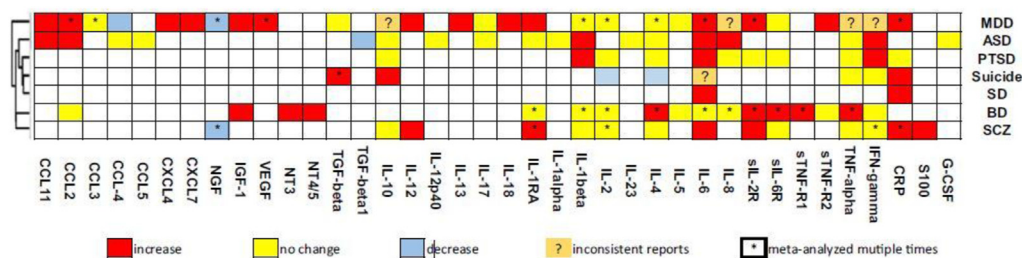 * * * * ? * * * * ? ? ? * MDD
ASD
PTSD
* ? Suicide
SD
* * * * * * * * * * BD
* * * * * SCZ
CCL11
CCL2
CCL3
CCL-4
CCL5
CXCL4
CXCL7
NGF
IGF-1
VEGF
NT3
NT4/5
TGF-beta
TGF-beta1
IL-10
IL-12
IL-12p40
IL-13
IL-17
IL-18
IL-1RA
IL-1alpha
IL-1beta
IL-2
IL-23
IL-4
IL-5
IL-6
IL-8
sIL-2R
sIL-6R
sTNF-R1
sTNF-R2
TNF-alpha
IFN-gamma
CRP
S100
G-CSF
increase no change decrease ? inconsistent reports * meta-analyzed mutiple times